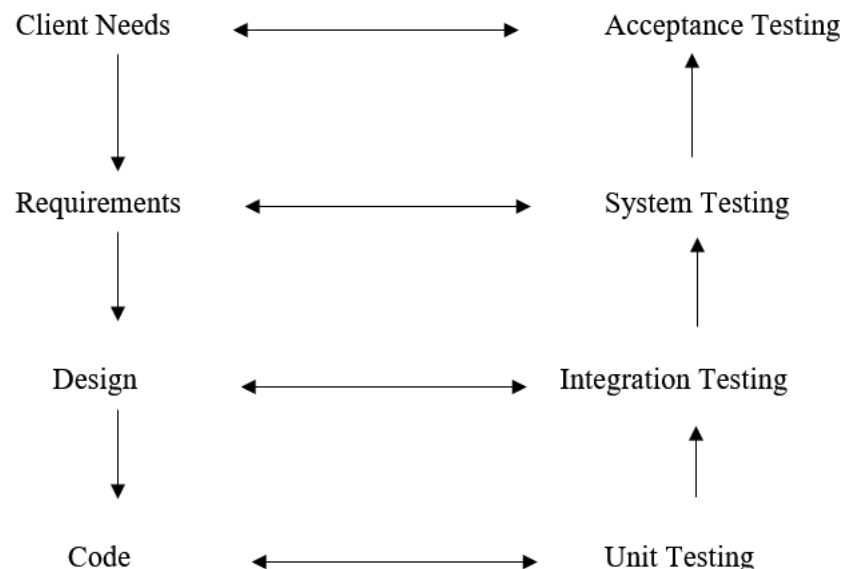 Client Needs
Acceptance Testing
Requirements
System Testing
Design
Integration Testing
Code
Unit Testing